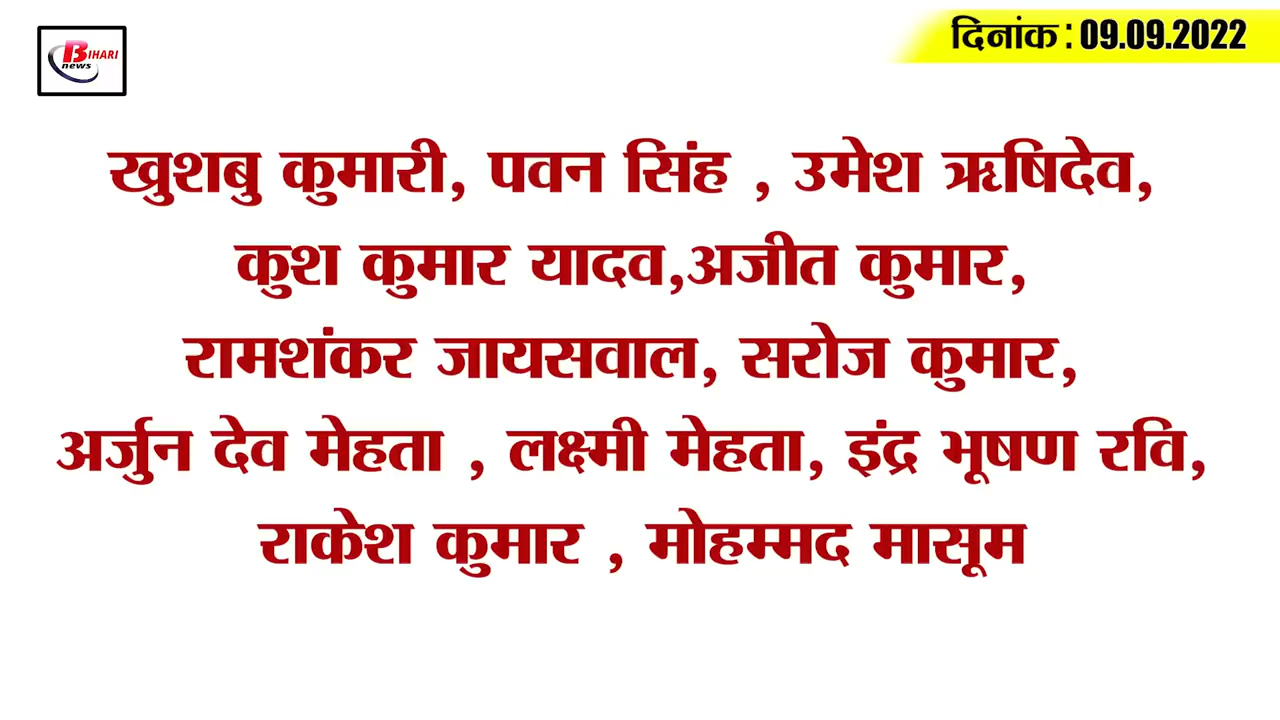 BIHARI
news
दिनांक : 09.09.2022
खुशबु कुमारी, पवन सिंह , उमेश ऋषिदेव,
कुश कुमार यादव,अजीत कुमार,
रामशंकर जायसवाल, सरोज कुमार,
अर्जुन देव मेहता , लक्ष्मी मेहता, इंद्र भूषण रवि,
राकेश कुमार , मोहम्मद मासूम